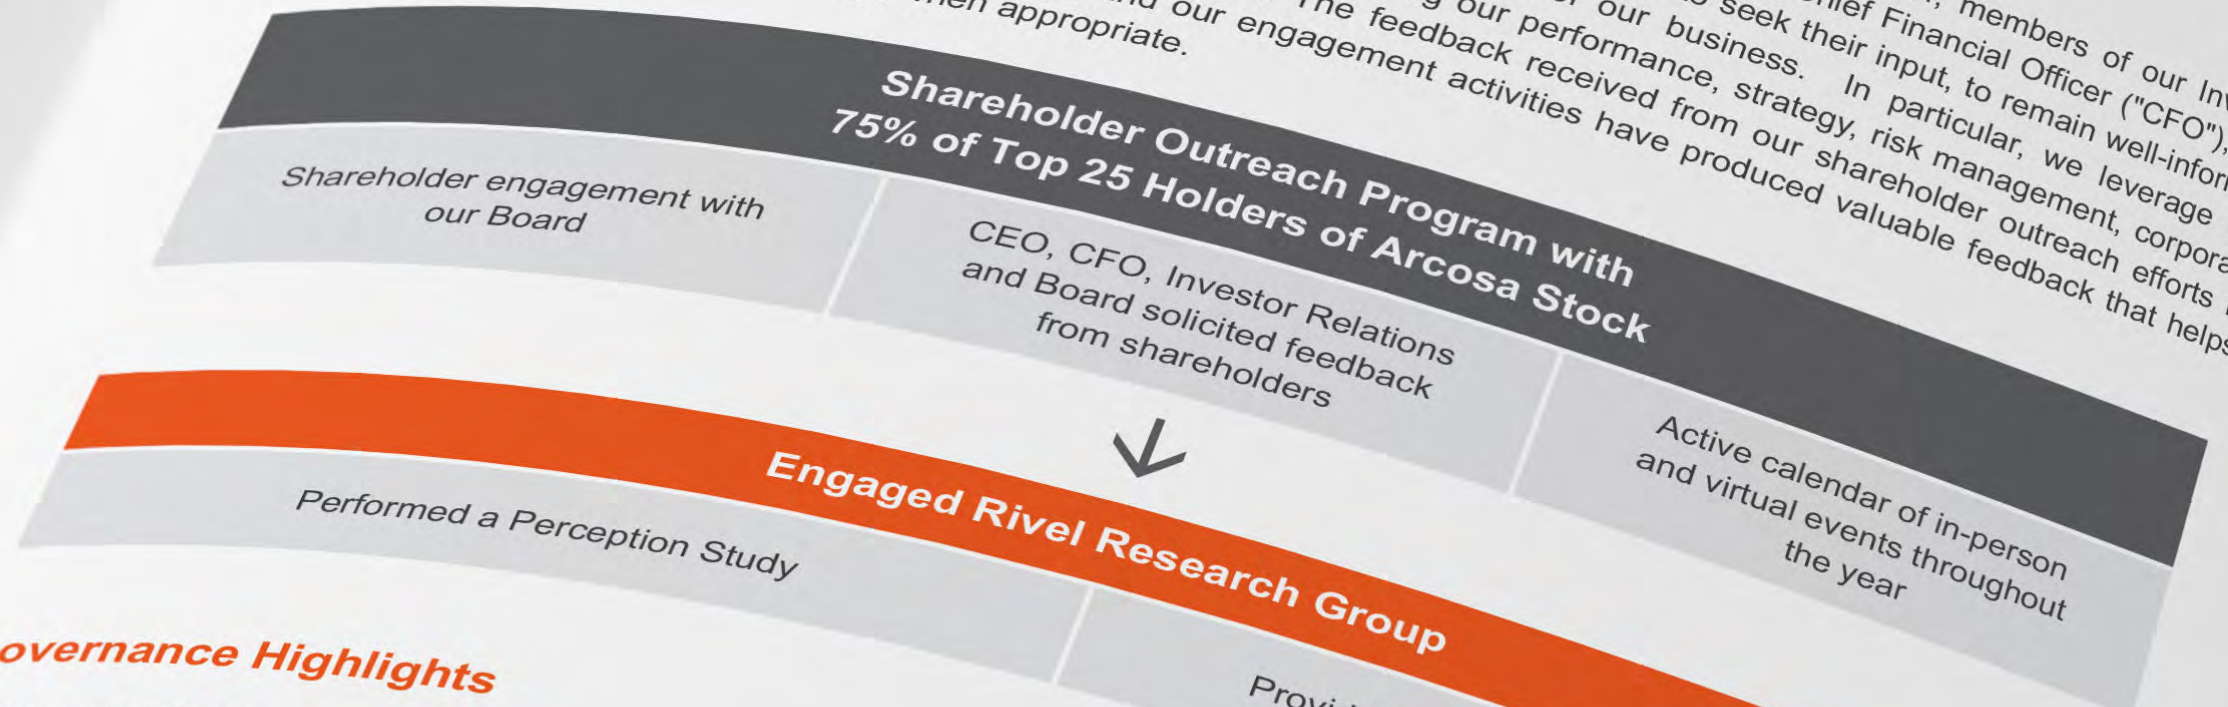 members of our
Chief Financial Officer ("CFO"),
seek their input, to remain
our business. In particular, we leverage
our performance, strategy, risk management,
The feedback received from our shareholder outreach efforts
and our engagement activities have produced valuable feedback that helps
when appropriate.
Shareholder Outreach Program with
75% of Top 25 Holders of Arcosa Stock
Shareholder engagement with
our Board
CEO, CFO, Investor Relations
and Board solicited feedback
from shareholders
Active calendar of in-person
and virtual events throughout
the year
Engaged Rivel Research Group
Performed a Perception Study
overnance Highlights